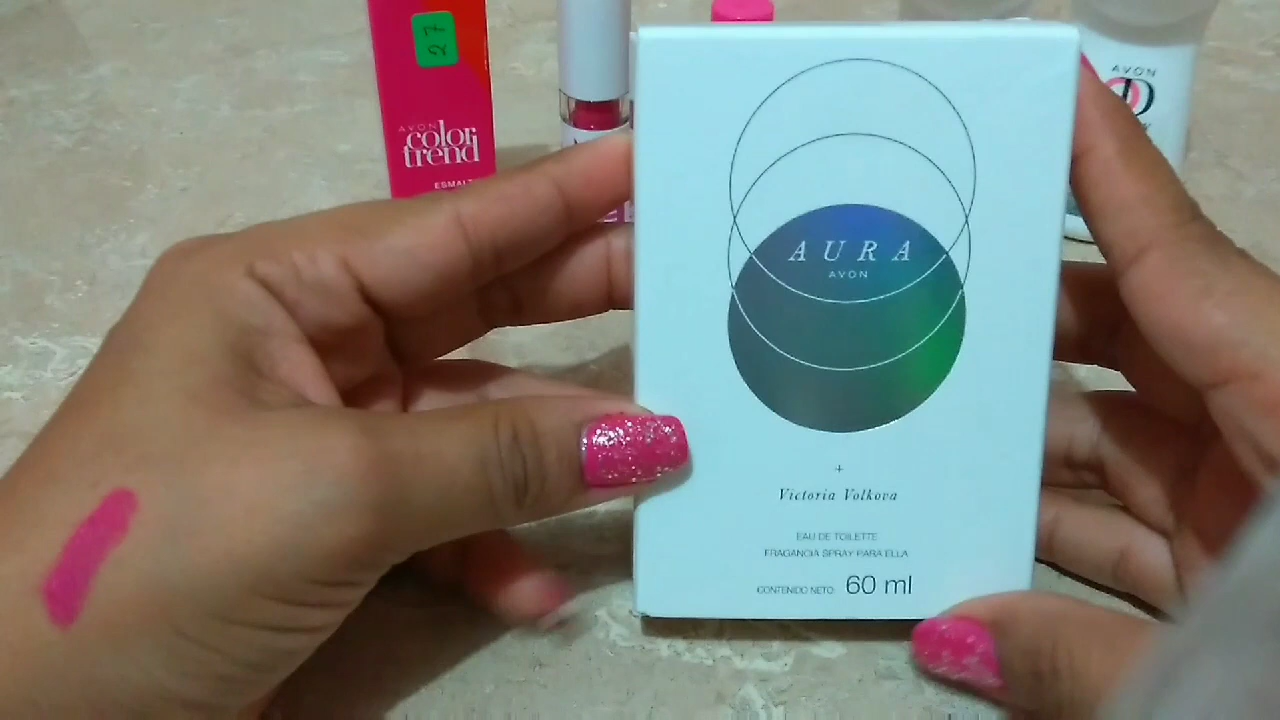 27
AVON
color
trend
ESMALT
AVON
AURA
AVON
+
Victoria Volkova
EAU DE TOILETTE
FRAGANCIA SPRAY PARA ELLA
CONTENIDO NETO: 60 ml